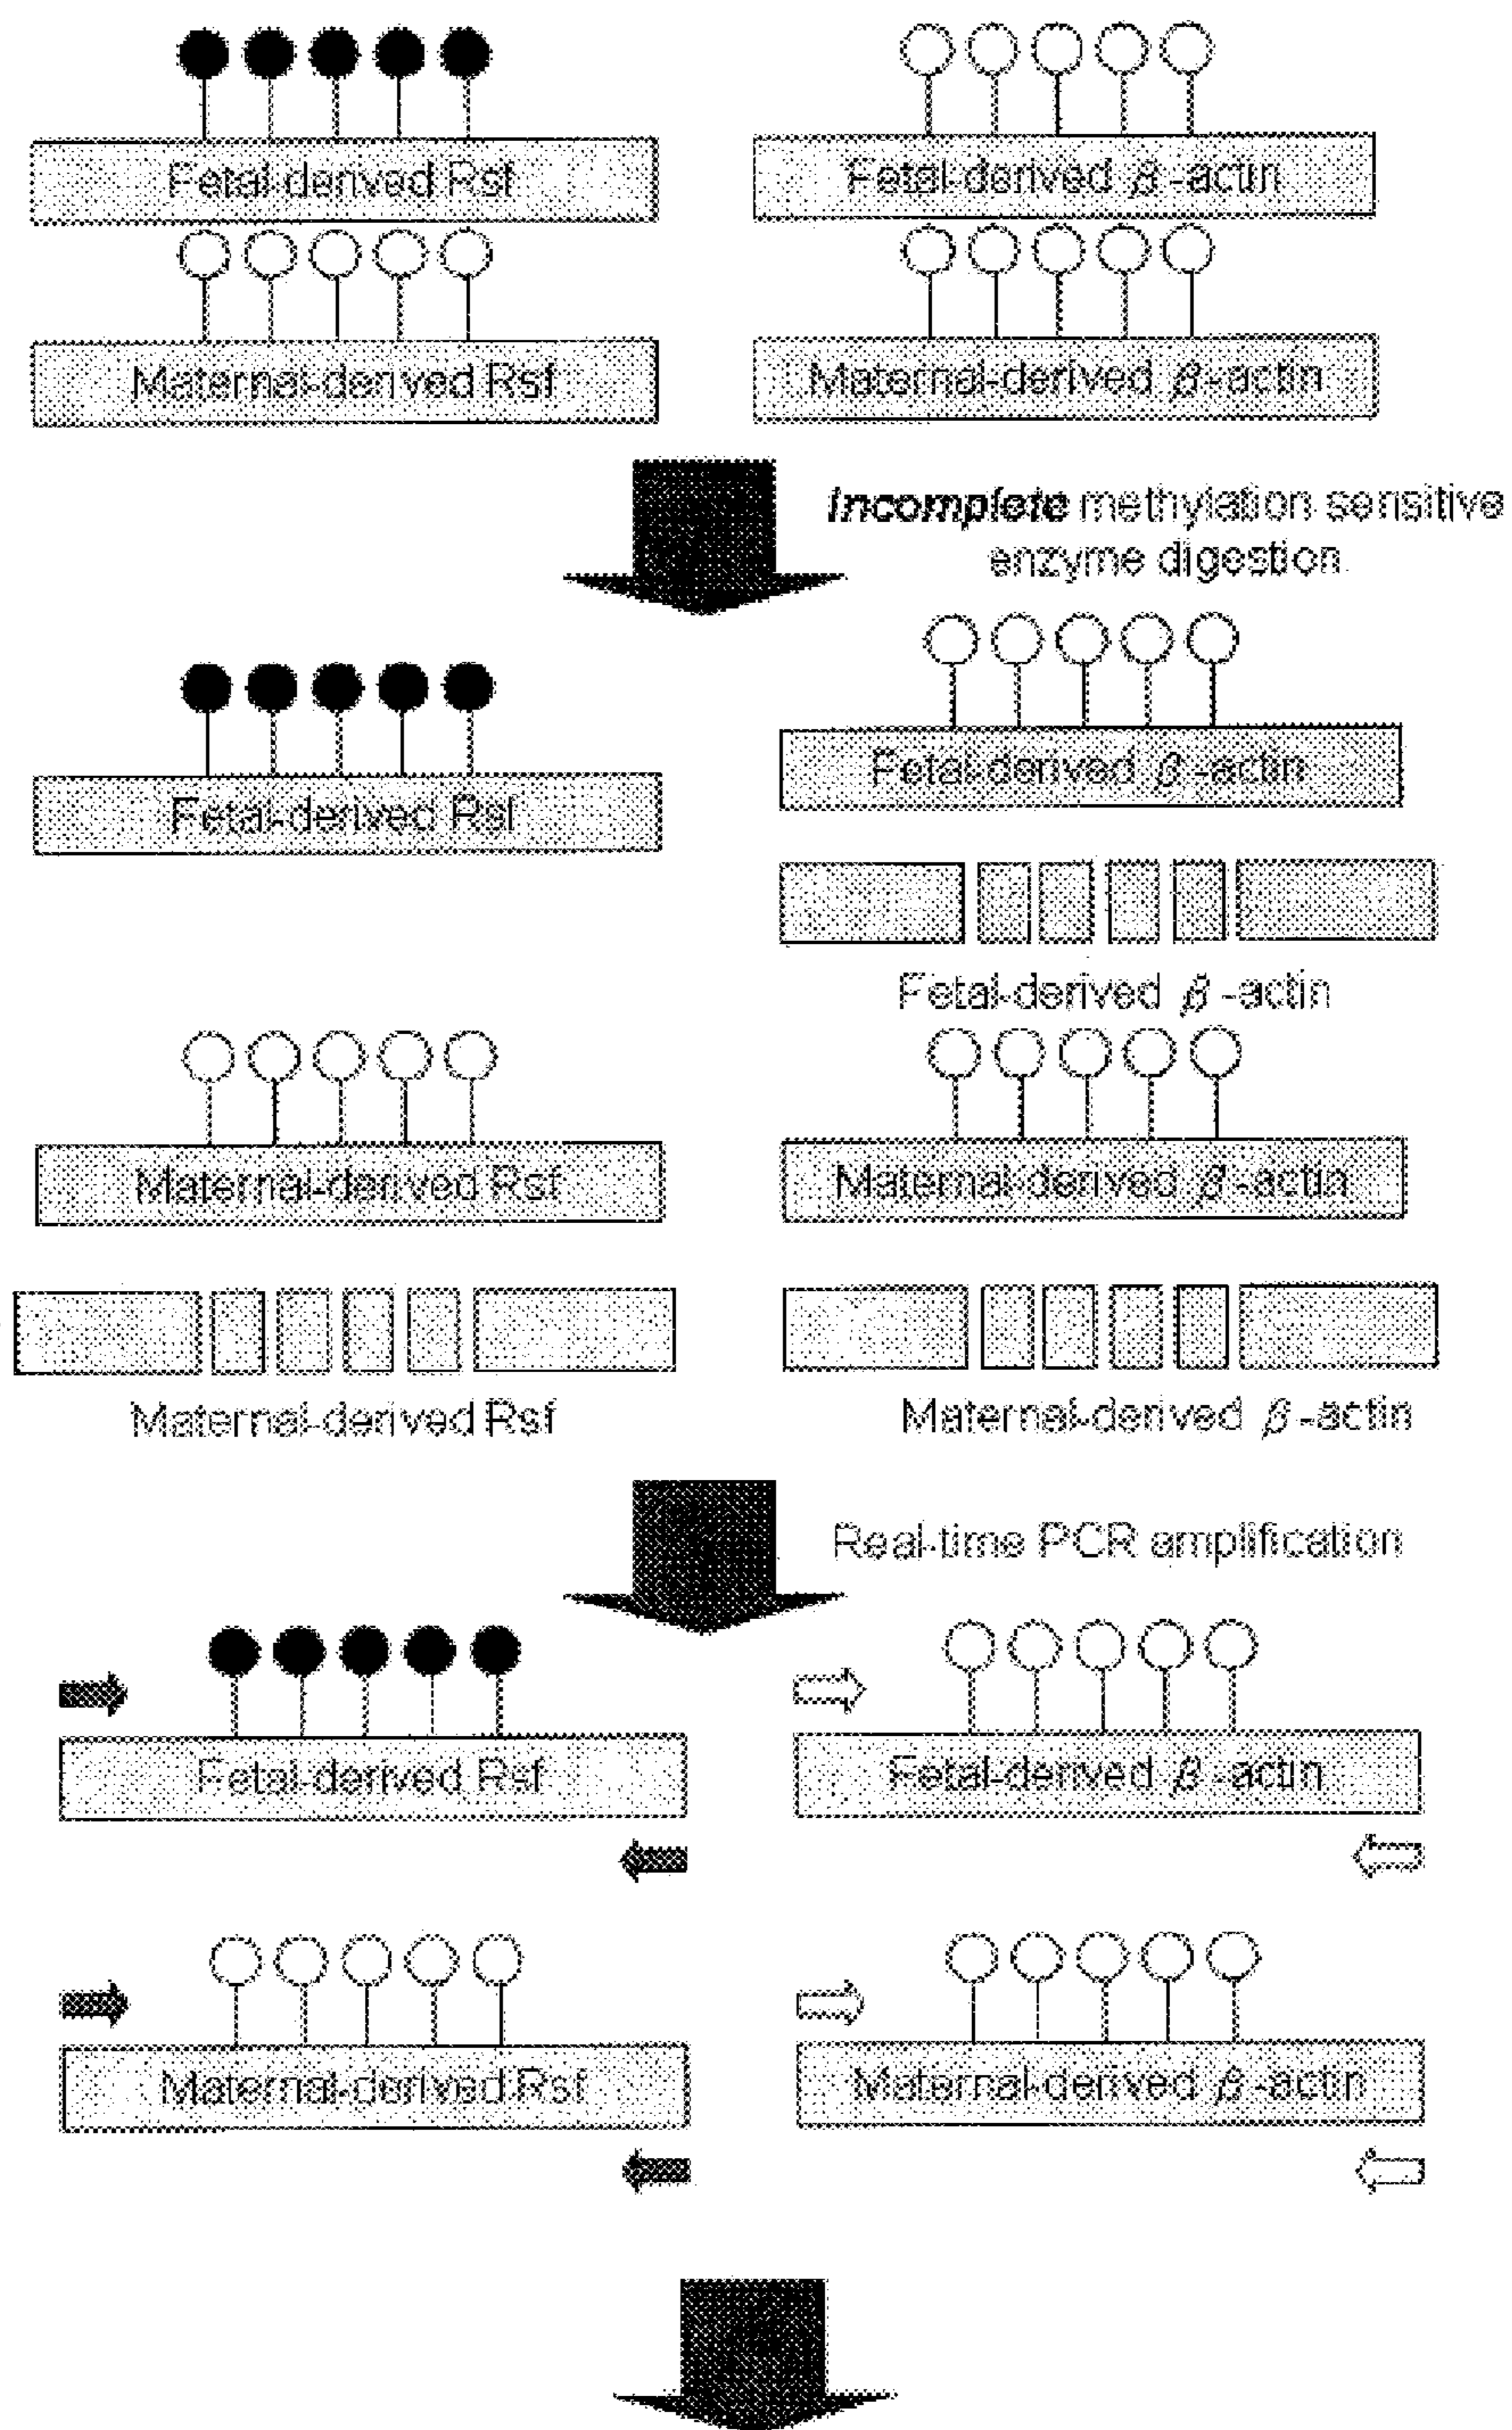 Fetal-derived Rsf
Fetal-derived β-actin
Maternal-derived Rsf
Maternal-derived β-actin
Incomplete methylation sensitive
enzyme digestion
Fetal-derived Rsf
Fetal-derived β-actin
Fetal-derived β-actin
Maternal-derived Rsf
Maternal-derived β-actin
Maternal-derived Rsf
Maternal-derived β-actin
Real-time PCR amplification
Fetal-derived Rsf
Fetal-derived β-actin
Maternal-derived Rsf
Maternal-derived β-actin